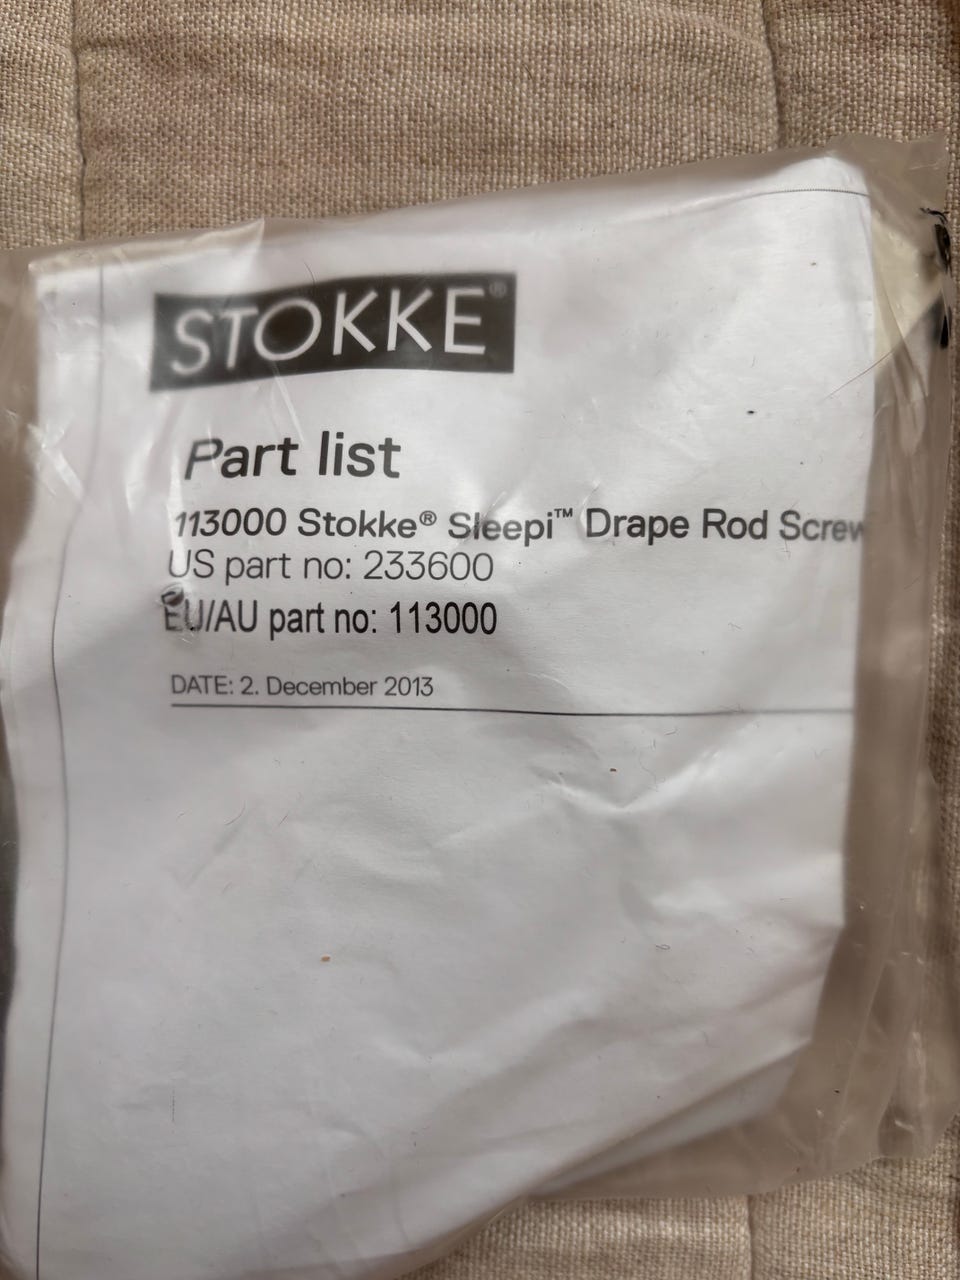 STOKKE®
Part list
113000 Stokke® Sleepi™ Drape Rod Screw
US part no: 233600
EU/AU part no: 113000
DATE: 2. December 2013